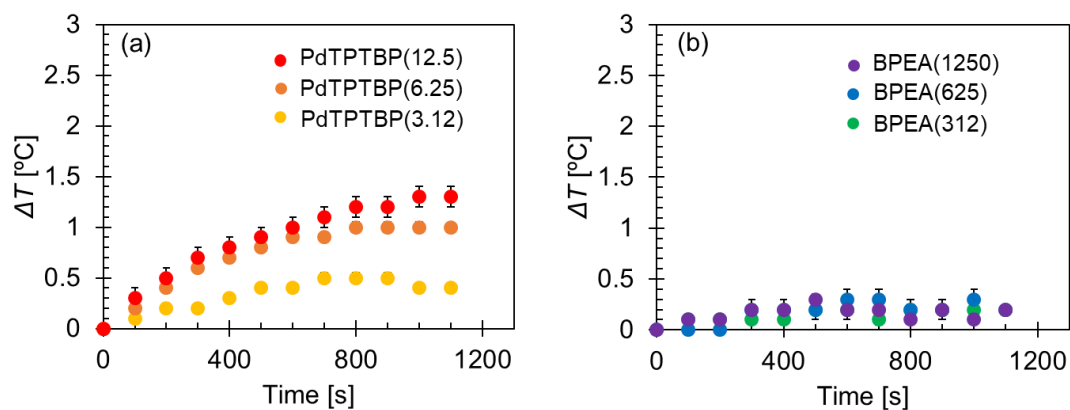 (a)
PdTPTBP(12.5)
PdTPTBP(6.25)
PdTPTBP(3.12)
ΔT [ºC]
3
2.5
2
1.5
1
0.5
0
0 400 800 1200
Time [s]
(b)
BPEA(1250)
BPEA(625)
BPEA(312)
ΔT [ºC]
3
2.5
2
1.5
1
0.5
0
0 400 800 1200
Time [s]